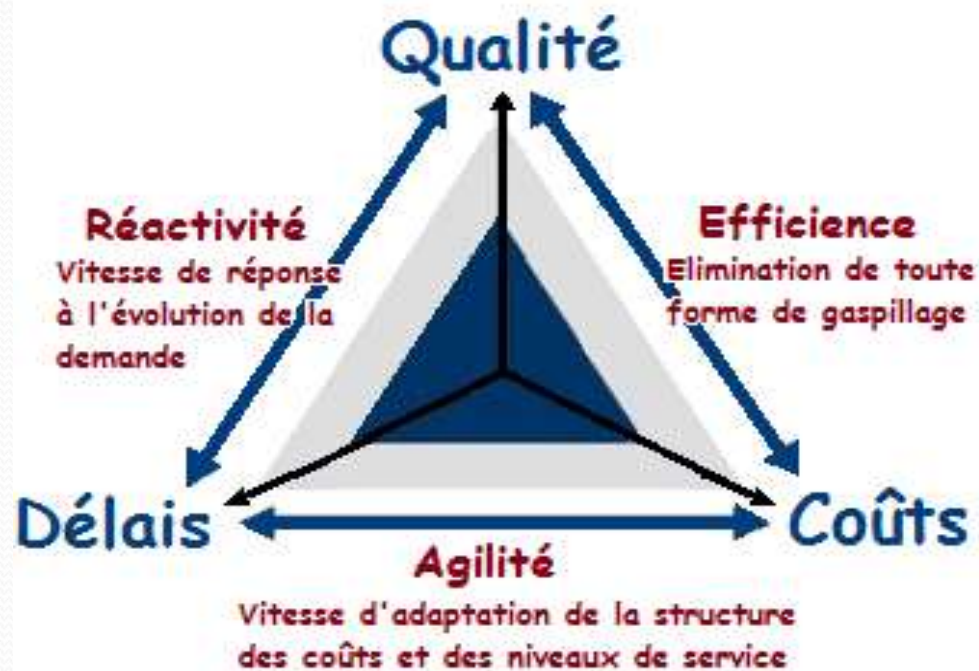 Qualité
Réactivité
Vitesse de réponse
à l'évolution de la
demande
Efficience
Elimination de toute
forme de gaspillage
Délais
Coûts
Agilité
Vitesse d'adaptation de la structure
des coûts et des niveaux de service